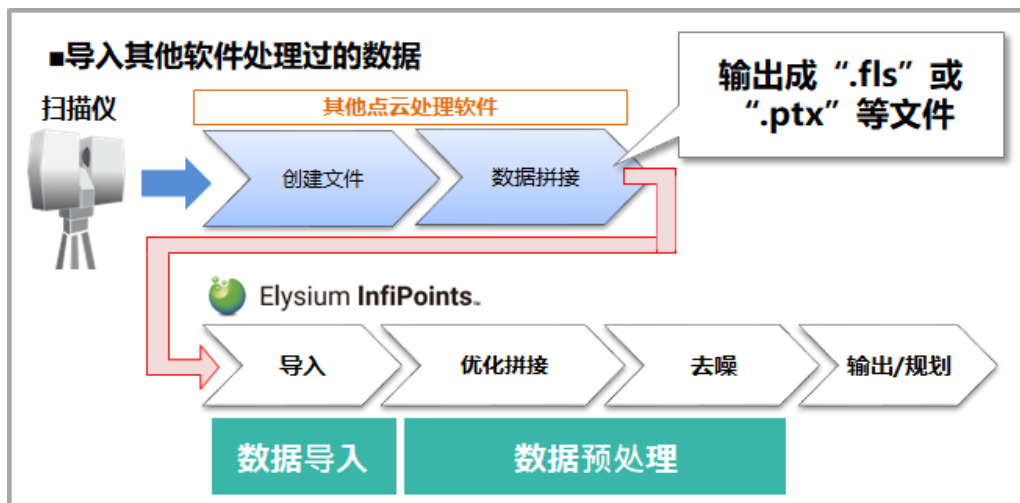 ■导入其他软件处理过的数据
输出成“.fls”或
“.ptx”等文件
扫描仪
其他点云处理软件
创建文件
数据拼接
Elysium InfiPoints™
导入
优化拼接
去噪
输出/规划
数据导入
数据预处理